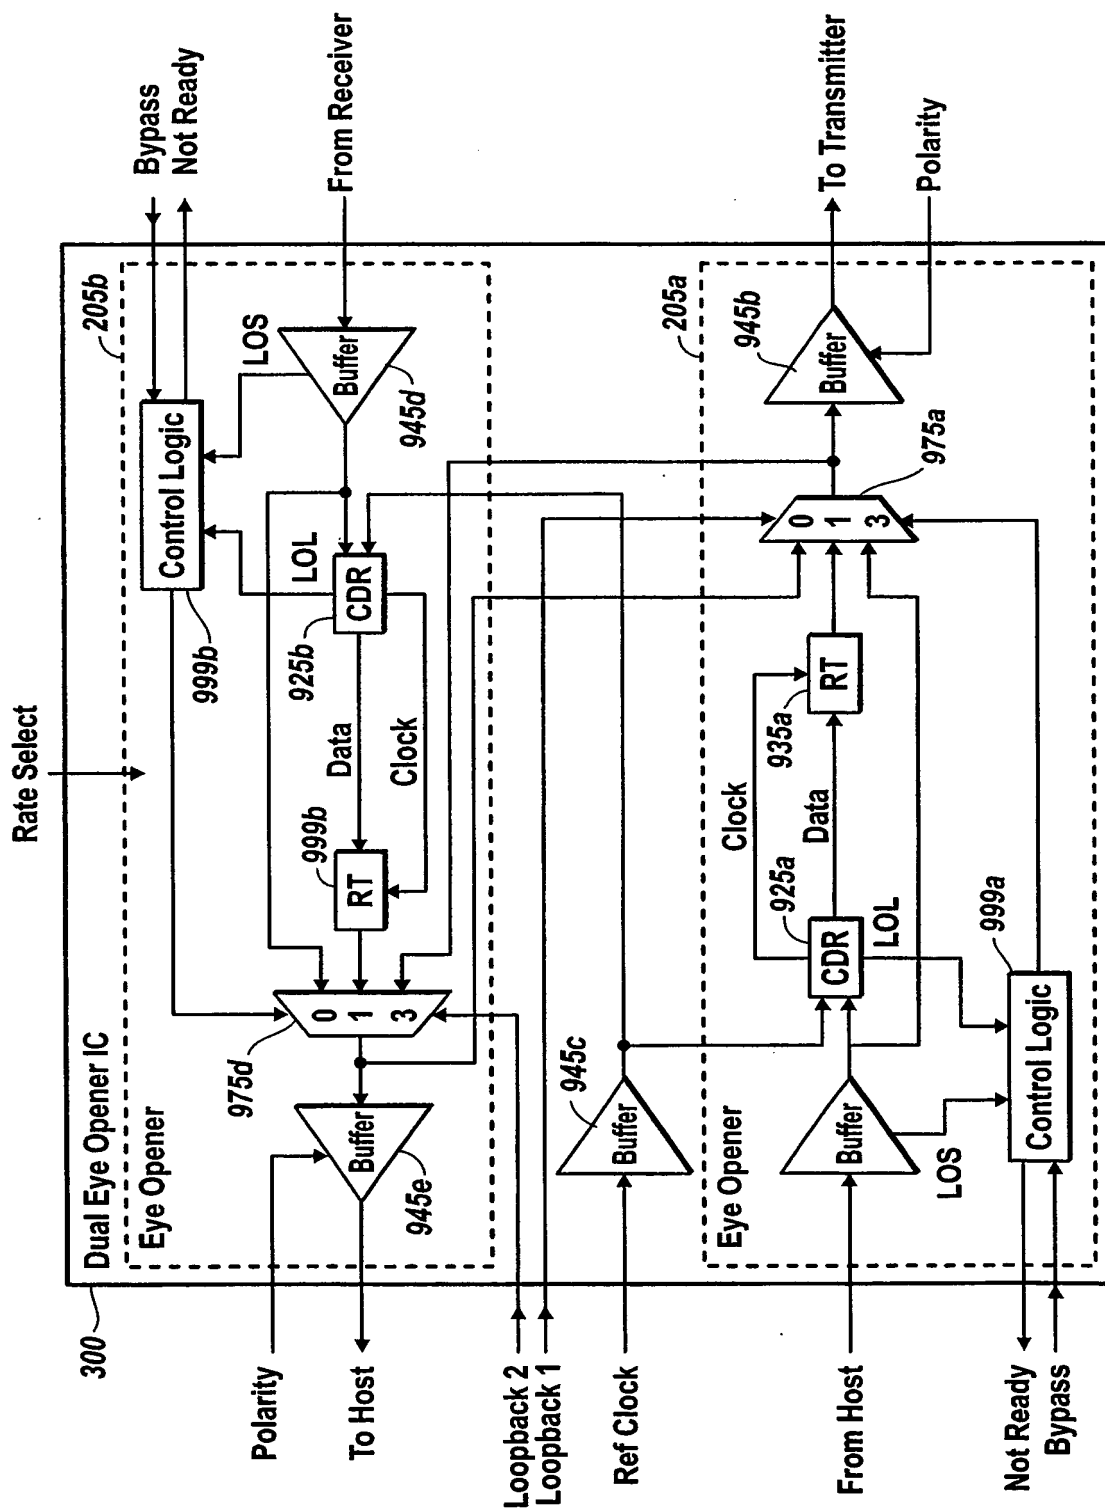 Dual Eye Opener IC
300
Rate Select
Bypass
Not Ready
From Receiver
Eye Opener
205b
Control Logic
999b
LOS
Buffer
945d
LOL
CDR
925b
Data
Clock
RT
999b
0
1
3
975d
Buffer
945e
Polarity
To Host
Loopback 2
Loopback 1
Ref Clock
Buffer
945c
Eye Opener
205a
From Host
Buffer
LOS
CDR
925a
LOL
Clock
Data
RT
935a
0
1
3
975a
Buffer
945b
To Transmitter
Polarity
Control Logic
999a
Not Ready
Bypass